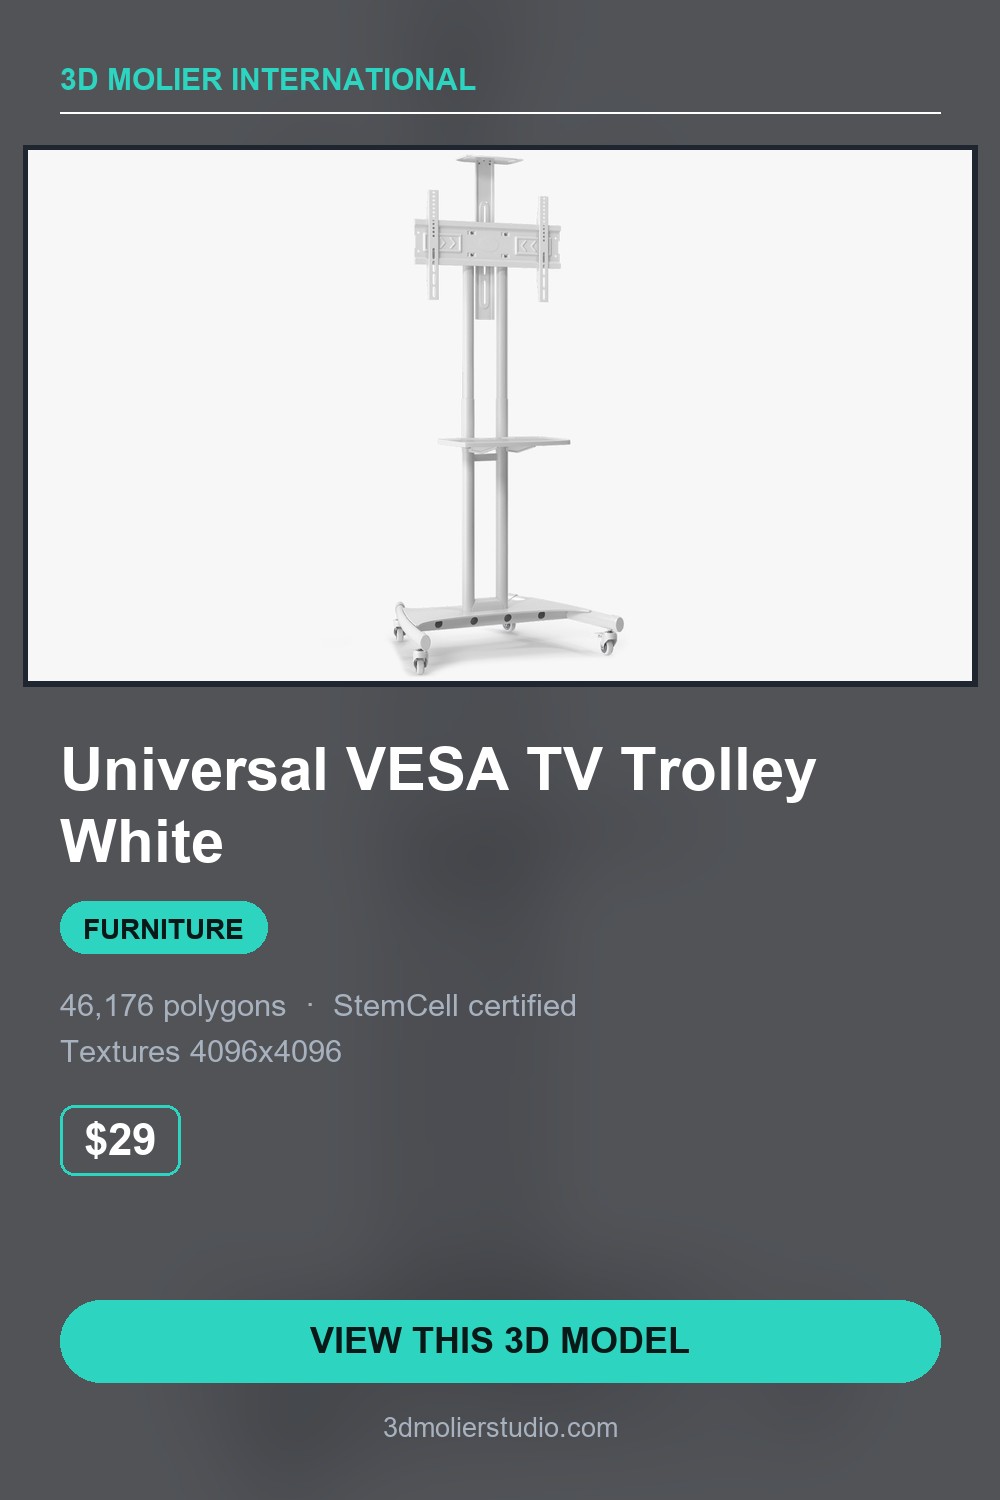 3D MOLIER INTERNATIONAL
Universal VESA TV Trolley
White
FURNITURE
46,176 polygons · StemCell certified
Textures 4096x4096
$29
VIEW THIS 3D MODEL
3dmolierstudio.com